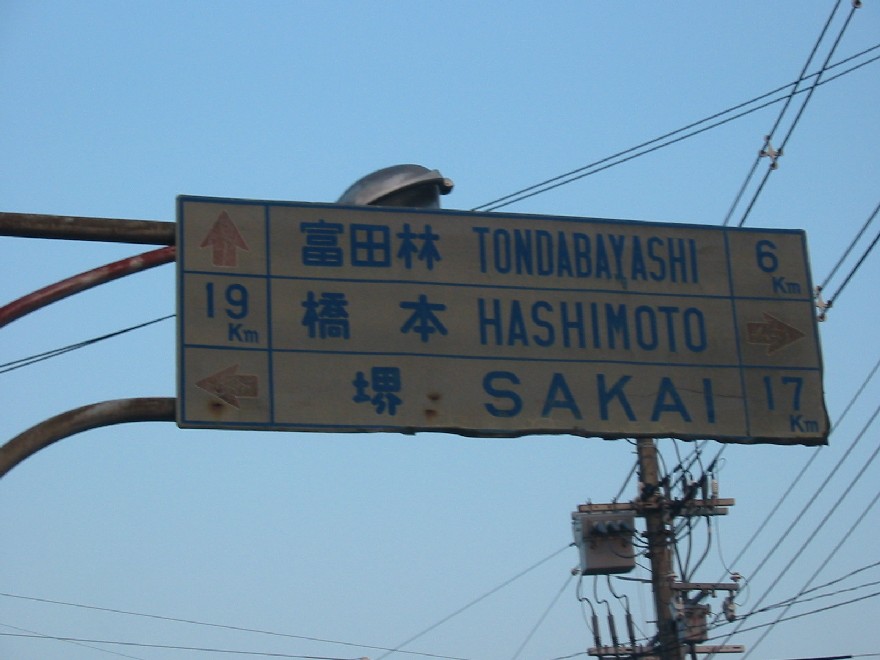 富田林 TONDABAYASHI 6 Km
19 Km 橋本 HASHIMOTO
堺 SAKAI 17 Km